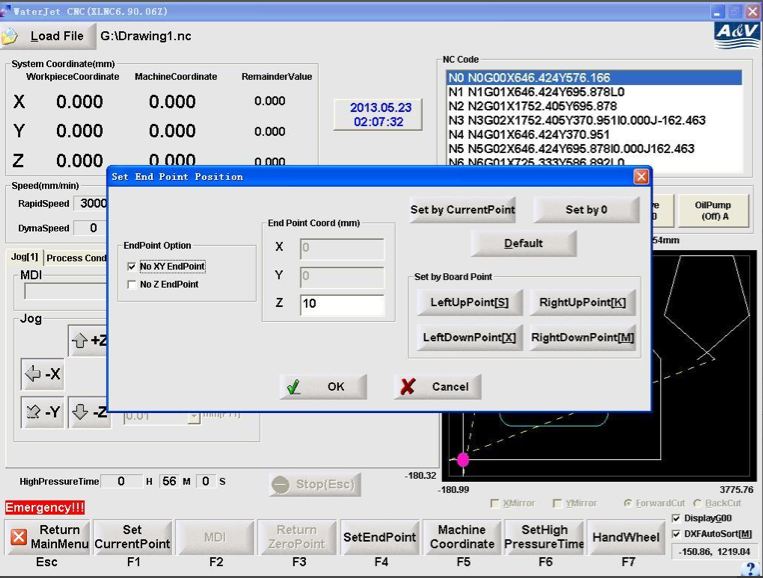 WaterJet CNC(XLNC6.90.06Z)
Load File G:\Drawing1.nc
A&V
System Coordinate(mm)
WorkpieceCoordinate MachineCoordinate RemainderValue
X 0.000 0.000 0.000
Y 0.000 0.000 0.000
Z 0.000 0.000 0.000
2013.05.23
02:07:32
NC Code
N0 N0G00X646.424Y576.166
N1 N1G01X646.424Y695.878L0
N2 N2G01X1752.405Y695.878
N3 N3G02X1752.405Y370.951I0.000J-162.463
N4 N4G01X646.424Y370.951
N5 N5G02X646.424Y695.878I0.000J162.463
N6 N6G01X725.333Y586.892L0
Speed(mm/min)
RapidSpeed 3000
DymaSpeed 0
OilPump
(Off) A
54mm
Set End Point Position
EndPoint Option
No XY EndPoint
No Z EndPoint
End Point Coord (mm)
X 0
Y 0
Z 10
Set by CurrentPoint Set by 0
Default
Set by Board Point
LeftUpPoint[S] RightUpPoint[K]
LeftDownPoint[X] RightDownPoint[M]
OK Cancel
Jog[1] Process Cond
MDI
Jog
+Z
-X
-Y -Z
0.01
HighPressureTime 0 H 56 M 0 S
Stop(Esc)
-180.32
-180.99 3775.76
XMirror YMirror ForwardCut BackCut
Emergency!!!
Return
MainMenu
Esc
Set
CurrentPoint
F1
MDI
F2
Return
ZeroPoint
F3
SetEndPoint
F4
Machine
Coordinate
F5
SetHigh
PressureTime
F6
HandWheel
F7
DisplayG00
DXFAutoSort[M]
-150.86, 1219.04